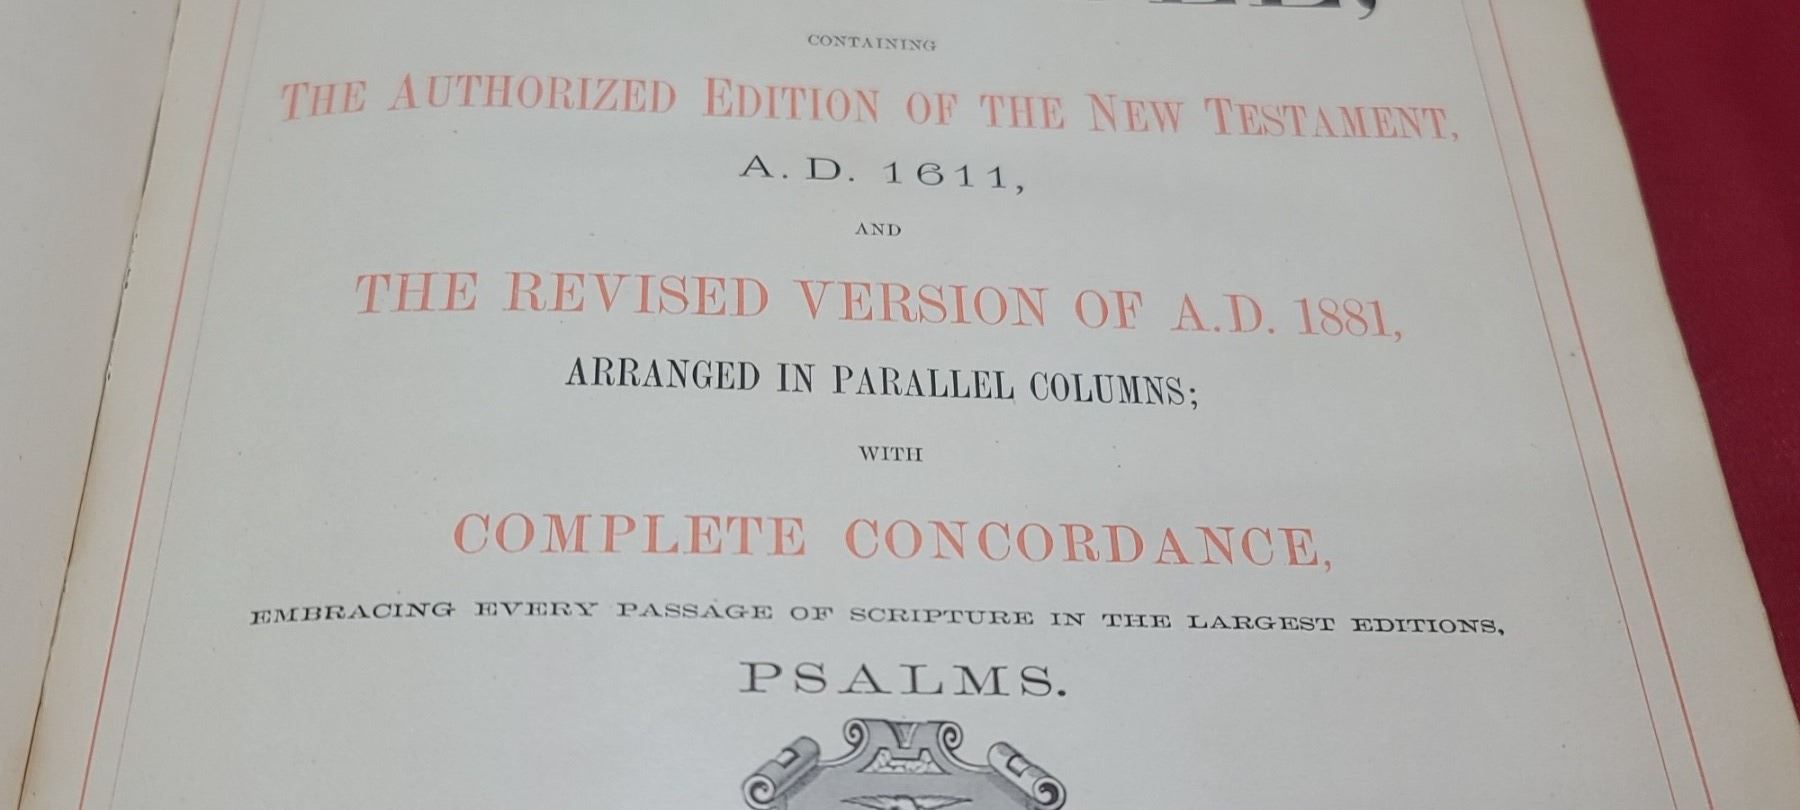 CONTAINING
THE AUTHORIZED EDITION OF THE NEW TESTAMENT,
A. D. 1611,
AND
THE REVISED VERSION OF A.D. 1881,
ARRANGED IN PARALLEL COLUMNS;
WITH
COMPLETE CONCORDANCE,
EMBRACING EVERY PASSAGE OF SCRIPTURE IN THE LARGEST EDITIONS,
PSALMS.